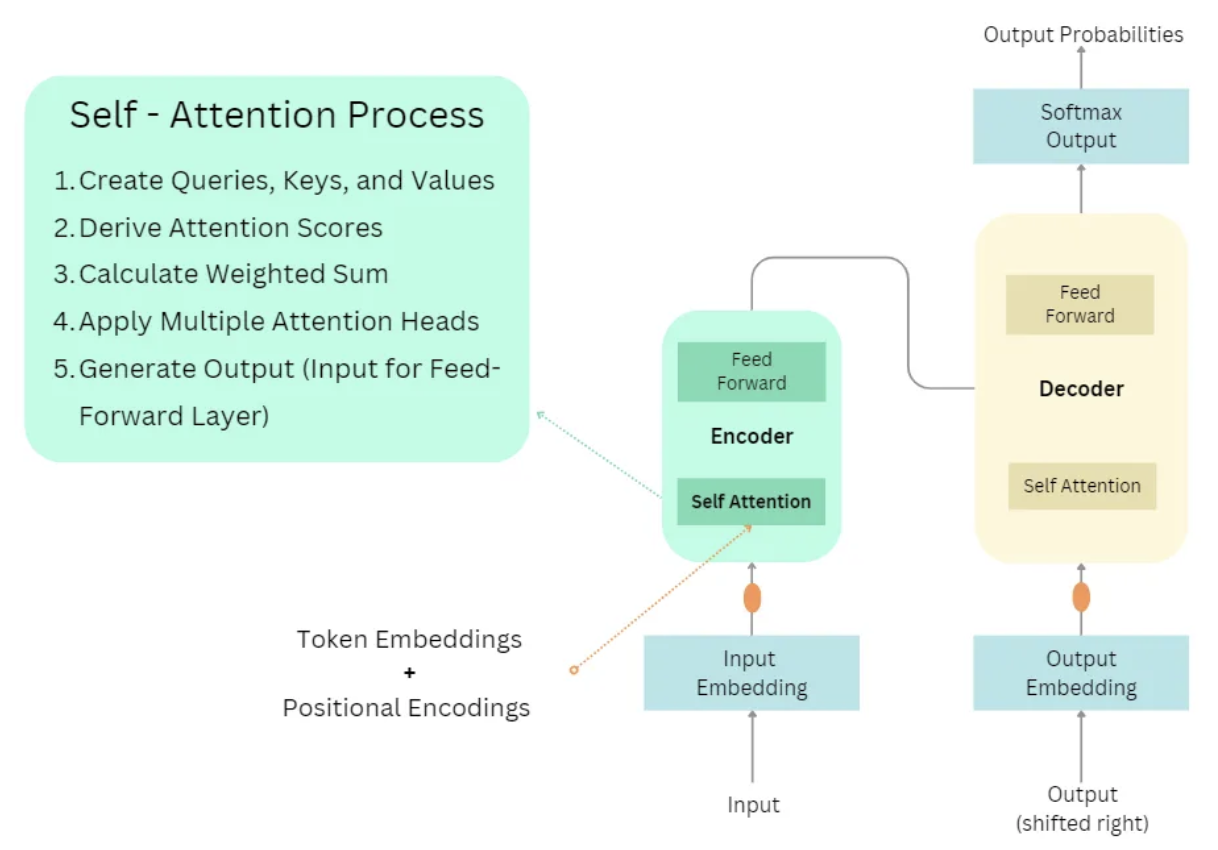 Output Probabilities
Softmax
Output
Self - Attention Process
1. Create Queries, Keys, and Values
2. Derive Attention Scores
3. Calculate Weighted Sum
4. Apply Multiple Attention Heads
5. Generate Output (Input for Feed-
Forward Layer)
Feed
Forward
Encoder
Self Attention
Feed
Forward
Decoder
Self Attention
Token Embeddings
+
Positional Encodings
Input
Embedding
Output
Embedding
Input
Output
(shifted right)